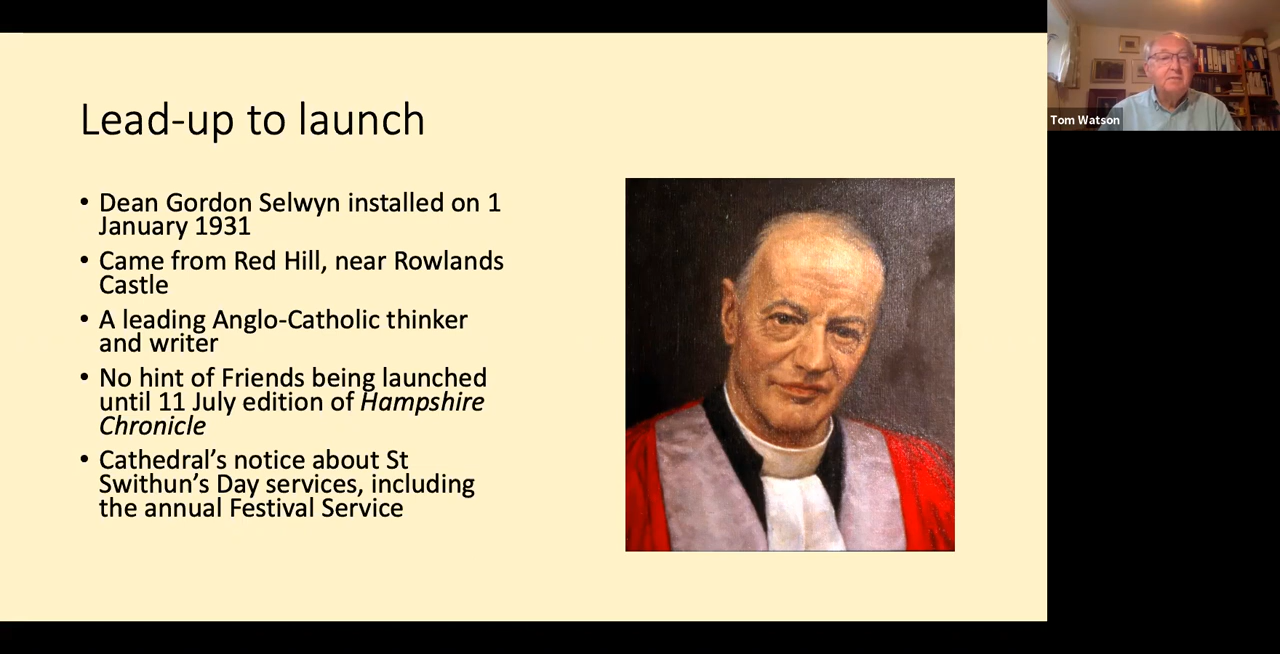 Lead-up to launch
• Dean Gordon Selwyn installed on 1
January 1931
• Came from Red Hill, near Rowlands
Castle
• A leading Anglo-Catholic thinker
and writer
• No hint of Friends being launched
until 11 July edition of Hampshire
Chronicle
• Cathedral’s notice about St
Swithun’s Day services, including
the annual Festival Service
Tom Watson